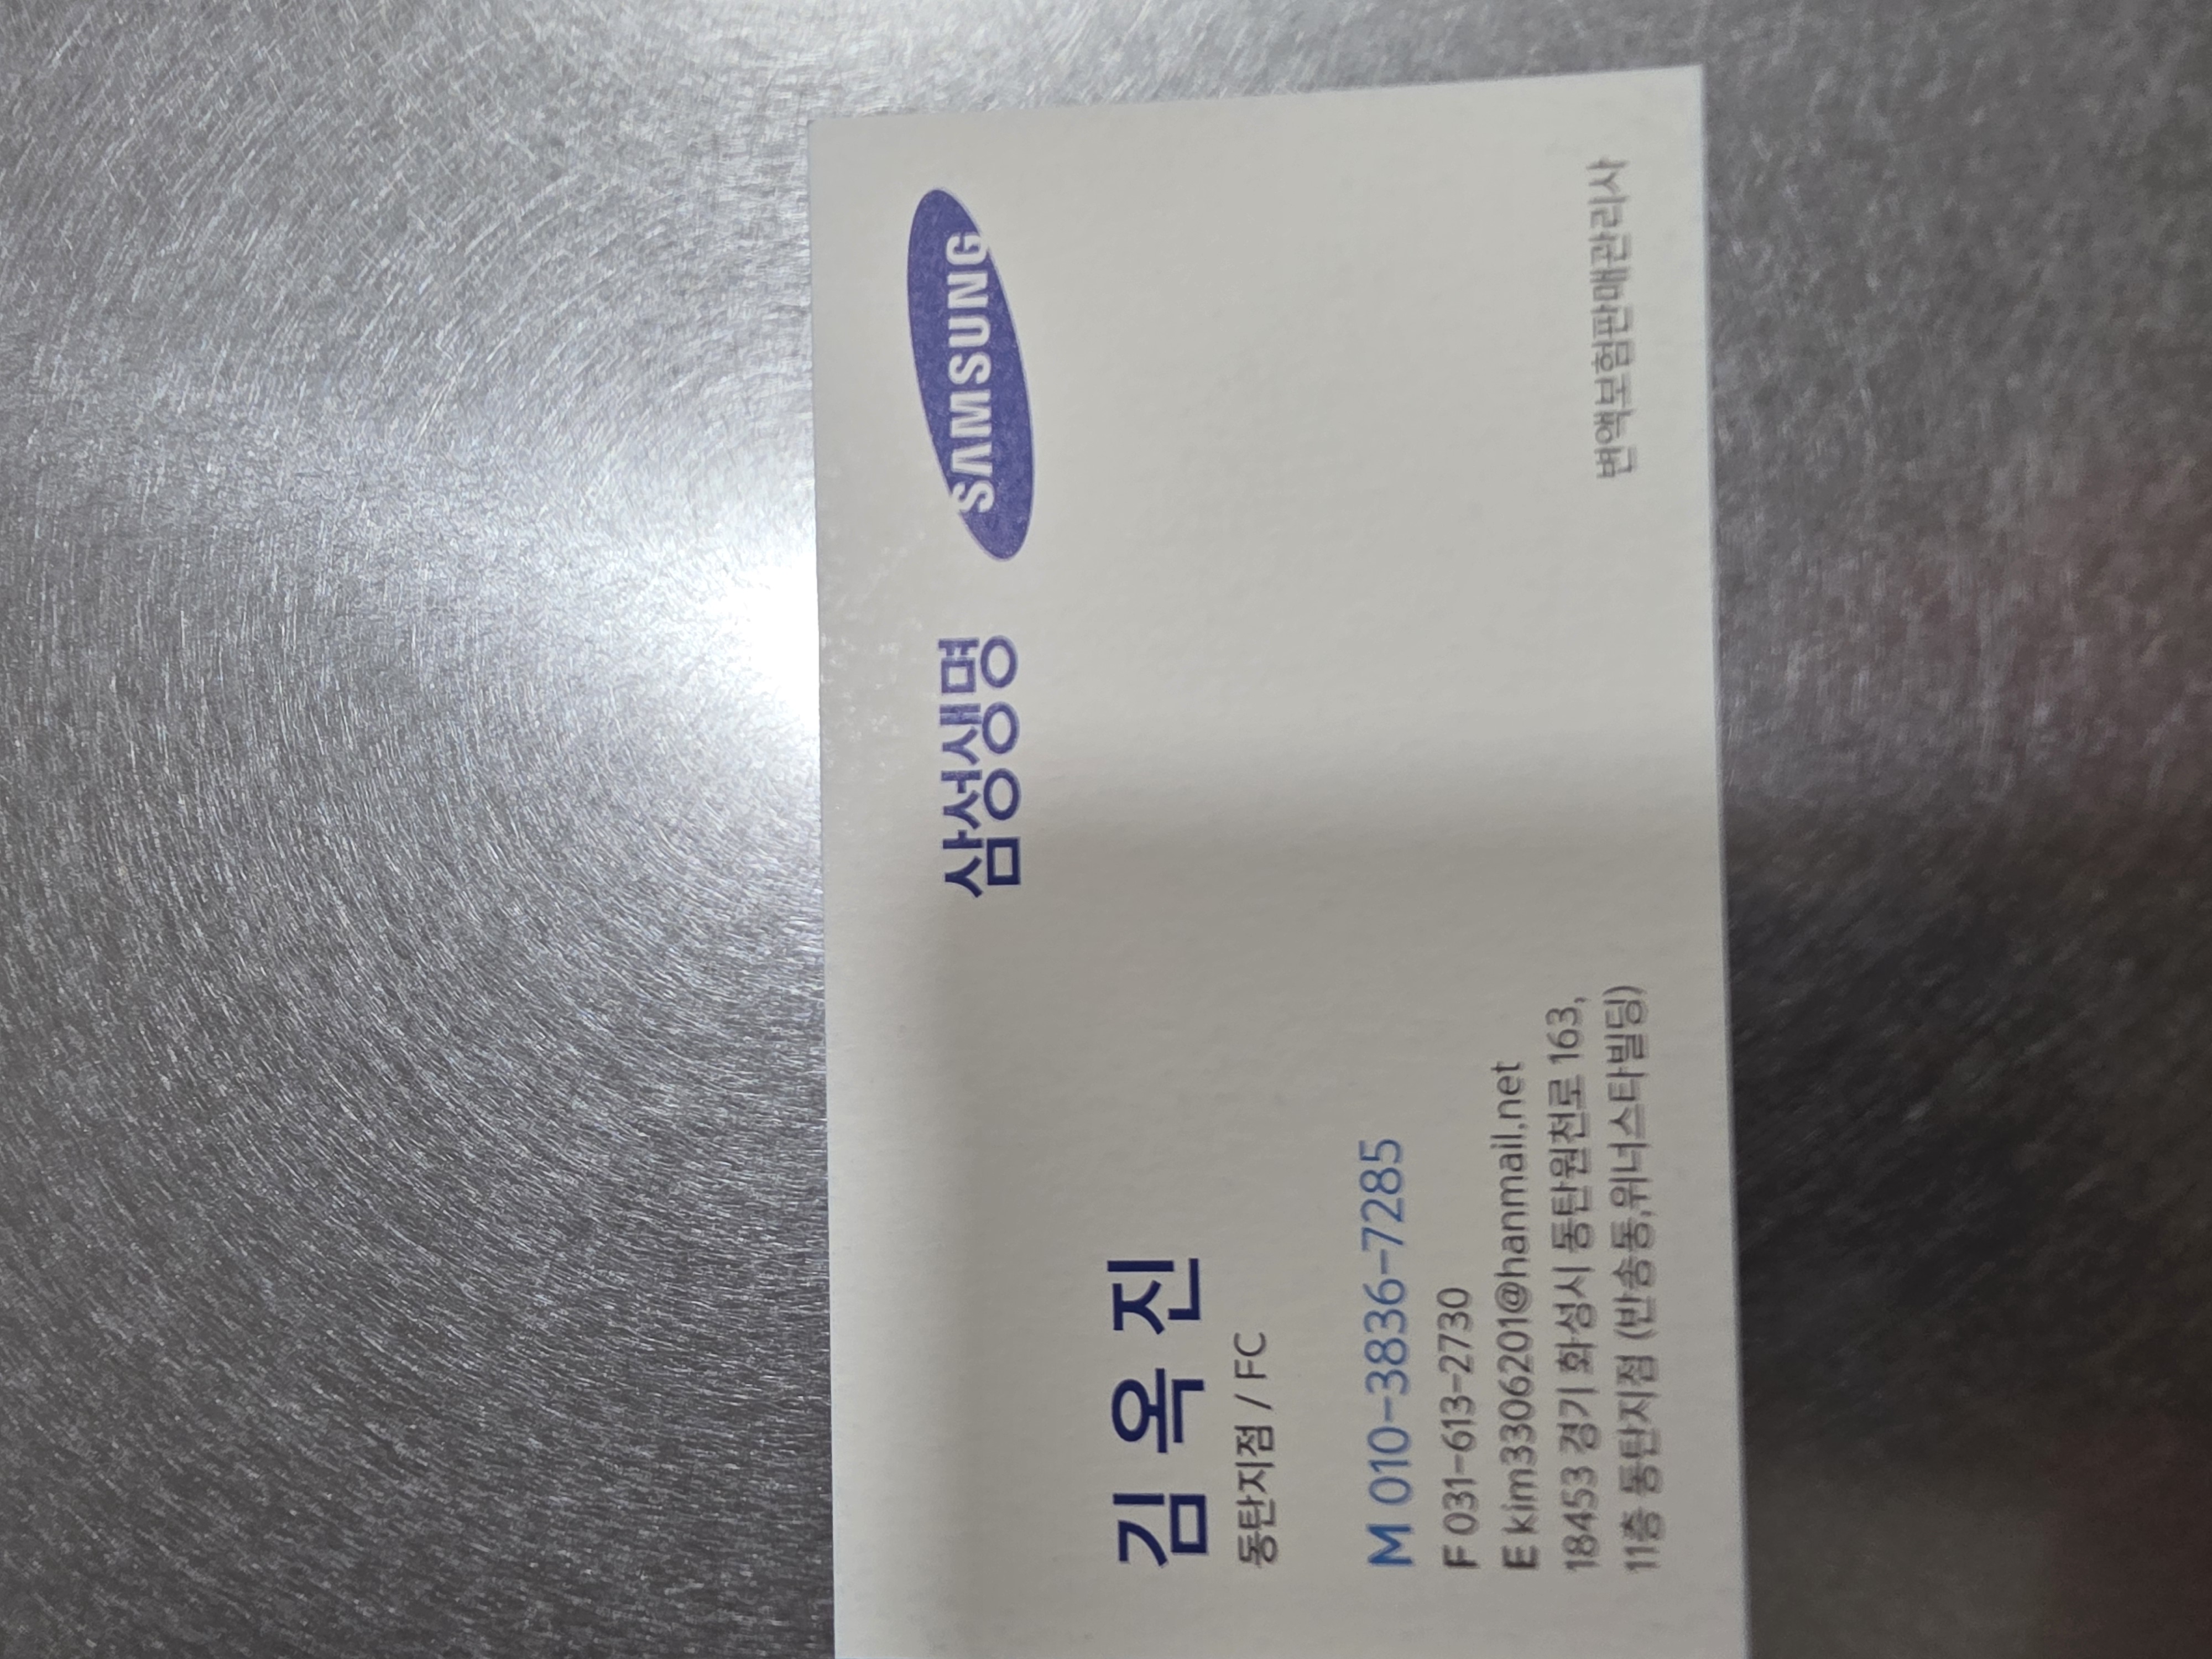 삼성생명 SAMSUNG
김옥진
동탄지점 / FC
M 010-3836-7285
F 031-613-2730
E kim3306201@hanmail.net
18453 경기 화성시 동탄원천로 163,
11층 동탄지점 (반송동,위너스타빌딩)
변액보험판매관리사